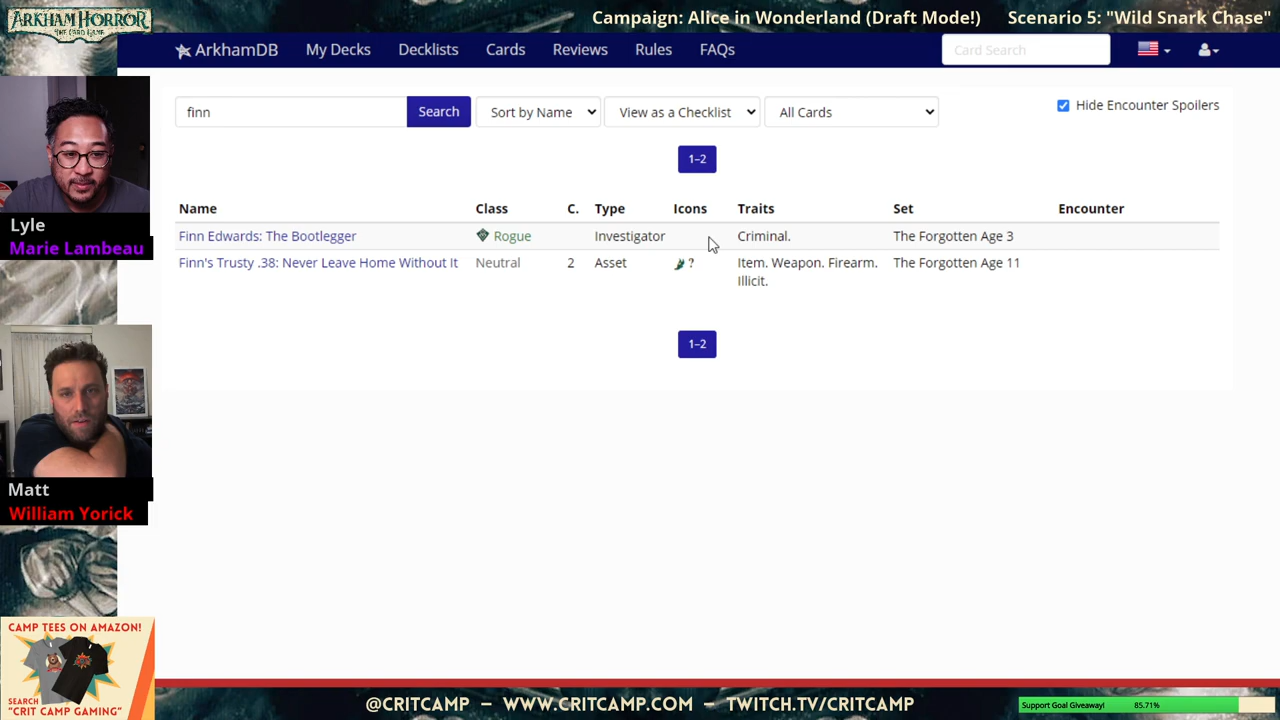 ARKHAM HORROR
THE CARD GAME
Campaign: Alice in Wonderland (Draft Mode!)
Scenario 5: "Wild Snark Chase"
ArkhamDB
My Decks
Decklists
Cards
Reviews
Rules
FAQs
Card Search
finn
Search
Sort by Name
View as a Checklist
All Cards
Hide Encounter Spoilers
1–2
Name Class C. Type Icons Traits Set Encounter
Finn Edwards: The Bootlegger Rogue Investigator Criminal. The Forgotten Age 3
Finn's Trusty .38: Never Leave Home Without It Neutral 2 Asset ? Item. Weapon. Firearm. The Forgotten Age 11
Illicit.
1–2
Lyle
Marie Lambeau
Matt
William Yorick
CAMP TEES ON AMAZON!
SEARCH
"CRIT CAMP GAMING"
@CRITCAMP – WWW.CRITCAMP.COM – TWITCH.TV/CRITCAMP
Support Goal Giveaway! 85.71%